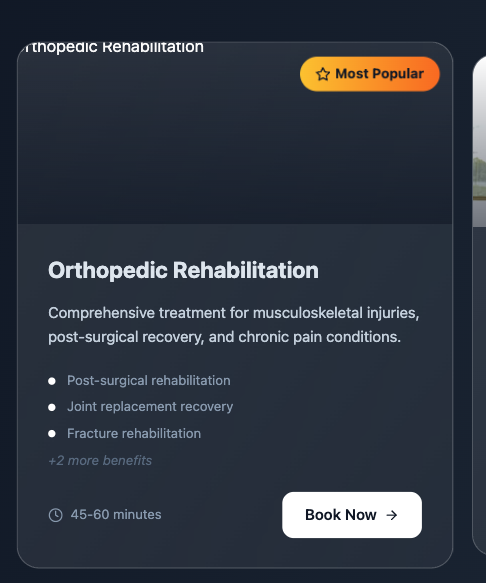 rthopedic Rehabilitation
Most Popular
Orthopedic Rehabilitation
Comprehensive treatment for musculoskeletal injuries,
post-surgical recovery, and chronic pain conditions.
Post-surgical rehabilitation
Joint replacement recovery
Fracture rehabilitation
+2 more benefits
45-60 minutes
Book Now →